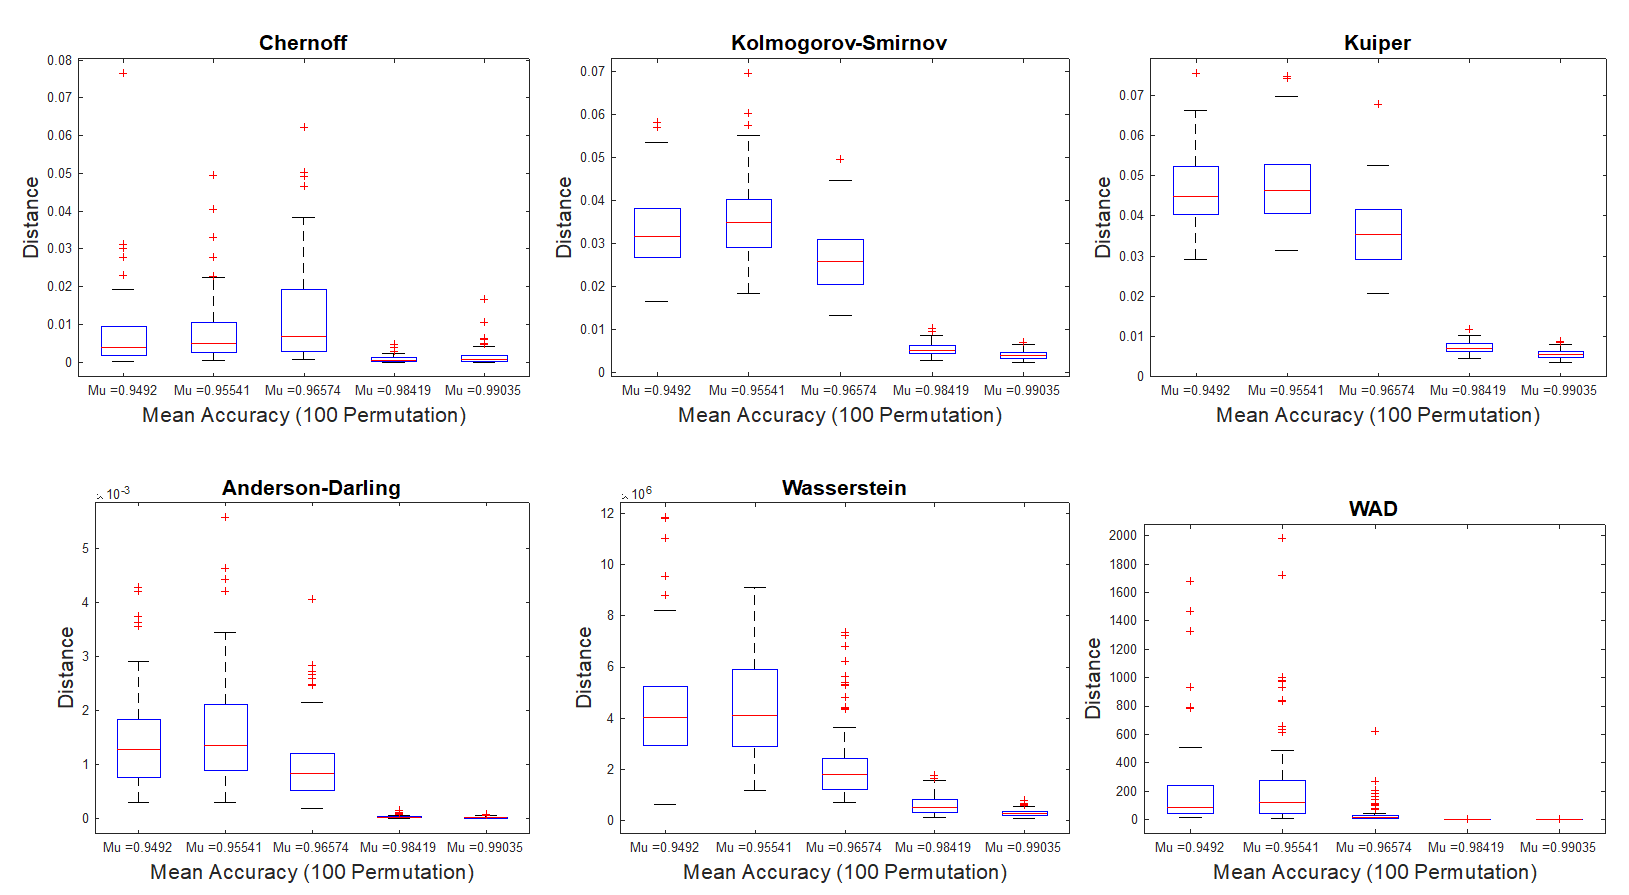 Chernoff
0.08
0.07
0.06
0.05
0.04
0.03
0.02
0.01
0
Distance
Mu =0.9492 Mu =0.95541 Mu =0.96574 Mu =0.98419 Mu =0.99035
Mean Accuracy (100 Permutation)
Kolmogorov-Smirnov
0.07
0.06
0.05
0.04
0.03
0.02
0.01
0
Distance
Mu =0.9492 Mu =0.95541 Mu =0.96574 Mu =0.98419 Mu =0.99035
Mean Accuracy (100 Permutation)
Kuiper
0.07
0.06
0.05
0.04
0.03
0.02
0.01
0
Distance
Mu =0.9492 Mu =0.95541 Mu =0.96574 Mu =0.98419 Mu =0.99035
Mean Accuracy (100 Permutation)
Anderson-Darling
×10⁻³
5
4
3
2
1
0
Distance
Mu =0.9492 Mu =0.95541 Mu =0.96574 Mu =0.98419 Mu =0.99035
Mean Accuracy (100 Permutation)
Wasserstein
×10⁶
12
10
8
6
4
2
0
Distance
Mu =0.9492 Mu =0.95541 Mu =0.96574 Mu =0.98419 Mu =0.99035
Mean Accuracy (100 Permutation)
WAD
2000
1800
1600
1400
1200
1000
800
600
400
200
0
Distance
Mu =0.9492 Mu =0.95541 Mu =0.96574 Mu =0.98419 Mu =0.99035
Mean Accuracy (100 Permutation)